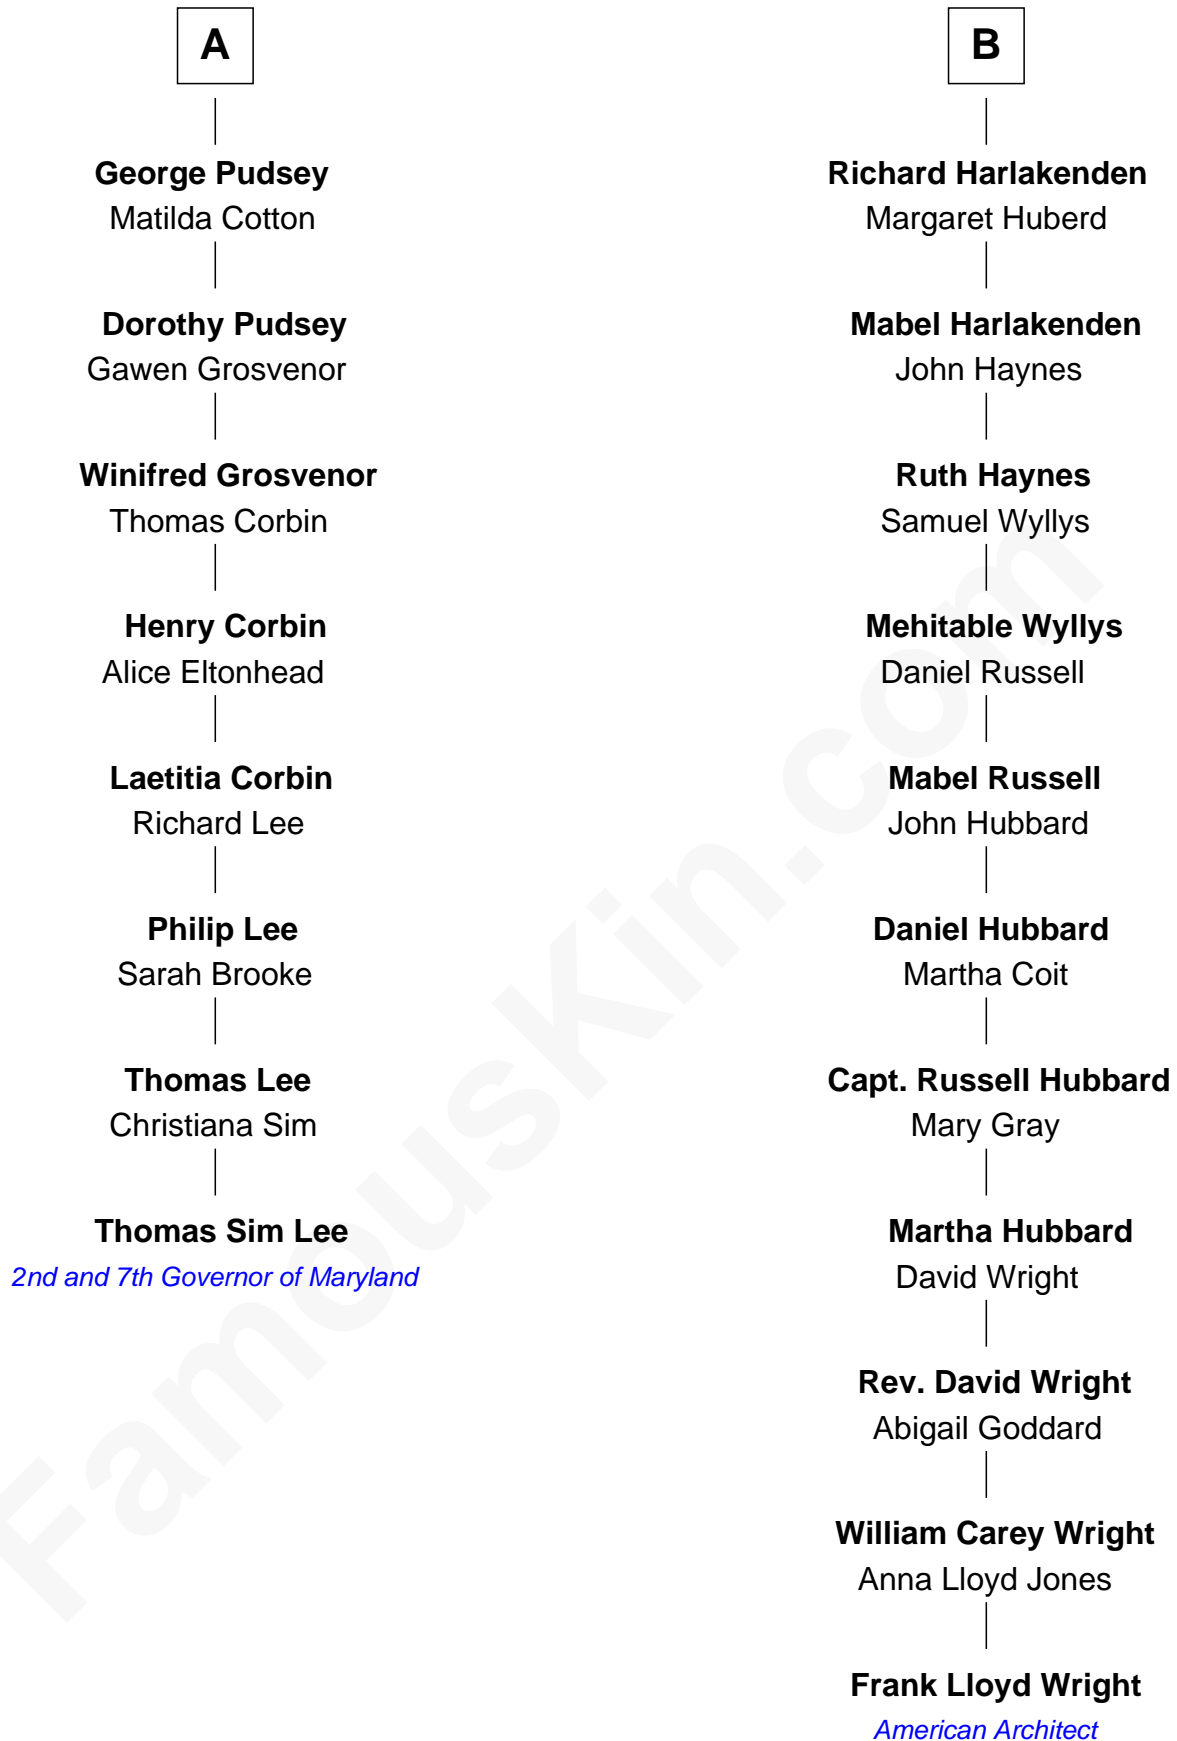 A
George Pudsey
Matilda Cotton
Dorothy Pudsey
Gawen Grosvenor
Winifred Grosvenor
Thomas Corbin
Henry Corbin
Alice Eltonhead
Laetitia Corbin
Richard Lee
Philip Lee
Sarah Brooke
Thomas Lee
Christiana Sim
Thomas Sim Lee
2nd and 7th Governor of Maryland
B
Richard Harlakenden
Margaret Huberd
Mabel Harlakenden
John Haynes
Ruth Haynes
Samuel Wyllys
Mehitable Wyllys
Daniel Russell
Mabel Russell
John Hubbard
Daniel Hubbard
Martha Coit
Capt. Russell Hubbard
Mary Gray
Martha Hubbard
David Wright
Rev. David Wright
Abigail Goddard
William Carey Wright
Anna Lloyd Jones
Frank Lloyd Wright
American Architect
FamousKin.com